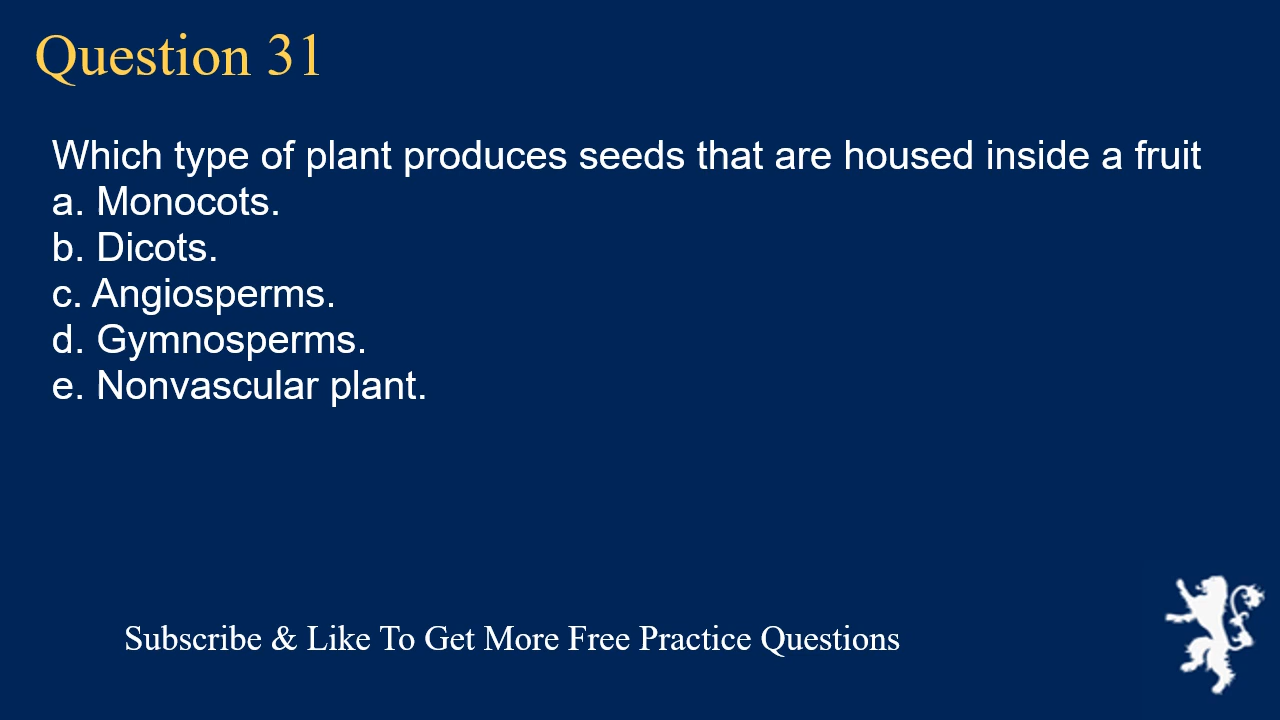 Question 31
Which type of plant produces seeds that are housed inside a fruit
a. Monocots.
b. Dicots.
c. Angiosperms.
d. Gymnosperms.
e. Nonvascular plant.
Subscribe & Like To Get More Free Practice Questions